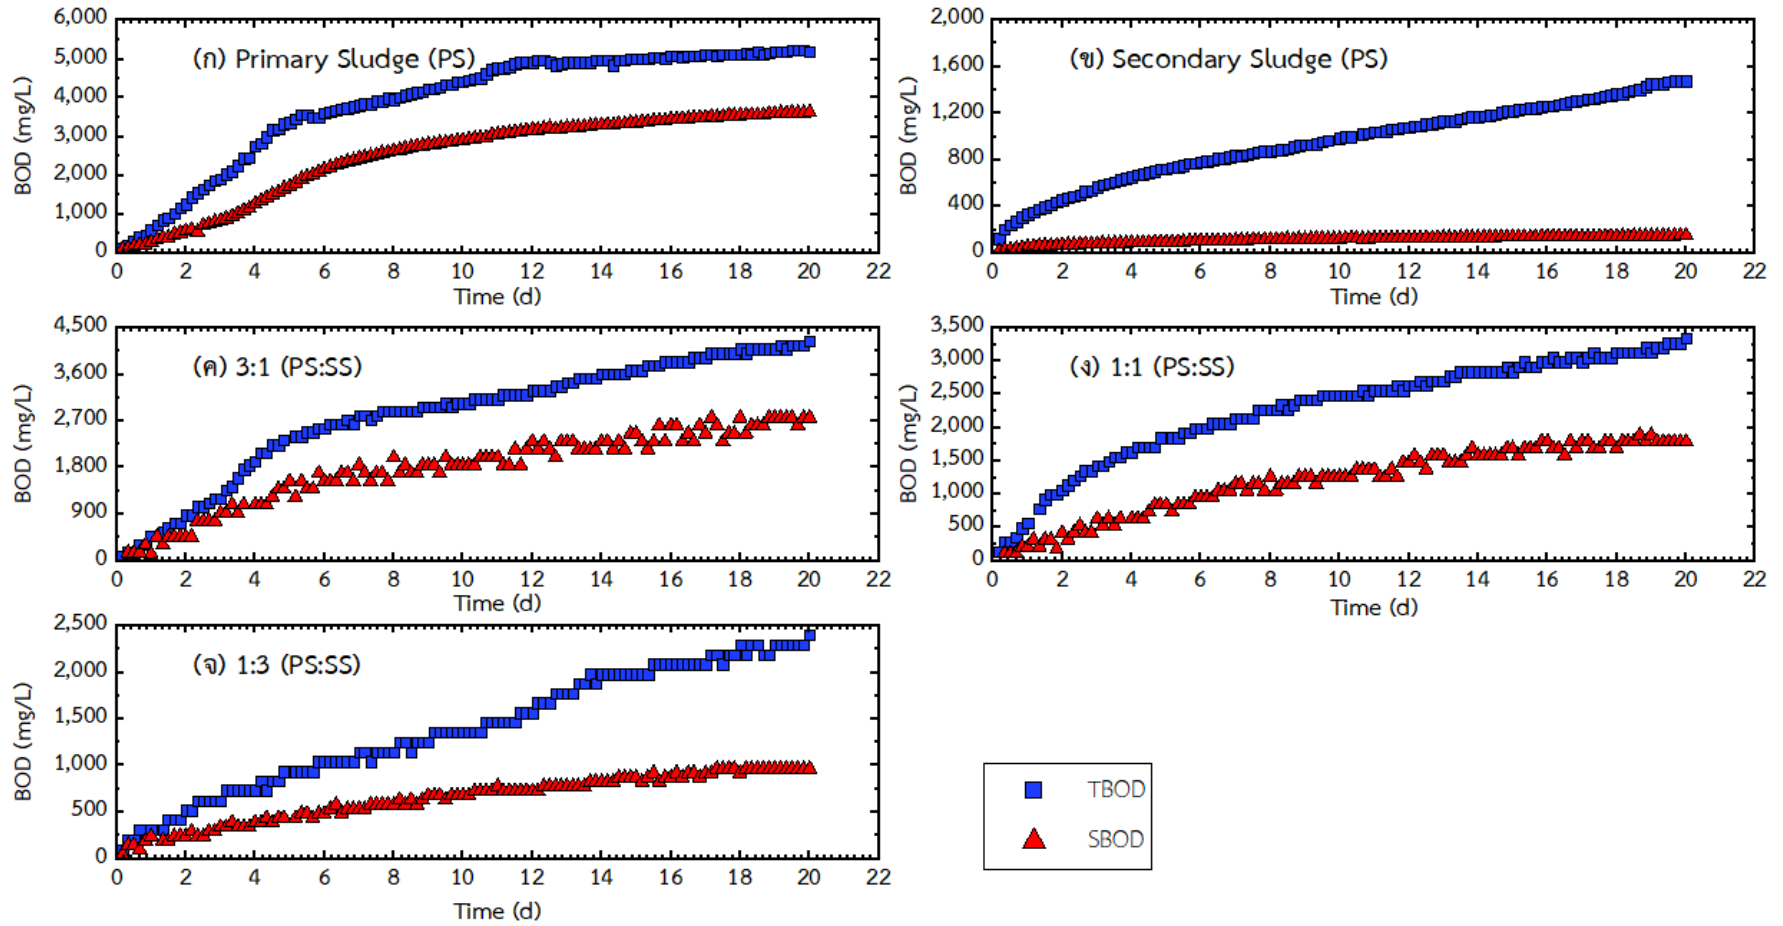 (ก) Primary Sludge (PS)
BOD (mg/L)
6,000
5,000
4,000
3,000
2,000
1,000
0
0 2 4 6 8 10 12 14 16 18 20 22
Time (d)
(ข) Secondary Sludge (PS)
BOD (mg/L)
2,000
1,600
1,200
800
400
0
0 2 4 6 8 10 12 14 16 18 20 22
Time (d)
(ค) 3:1 (PS:SS)
BOD (mg/L)
4,500
3,600
2,700
1,800
900
0
0 2 4 6 8 10 12 14 16 18 20 22
Time (d)
(ง) 1:1 (PS:SS)
BOD (mg/L)
3,500
3,000
2,500
2,000
1,500
1,000
500
0
0 2 4 6 8 10 12 14 16 18 20 22
Time (d)
(จ) 1:3 (PS:SS)
BOD (mg/L)
2,500
2,000
1,500
1,000
500
0
0 2 4 6 8 10 12 14 16 18 20 22
Time (d)
TBOD
SBOD